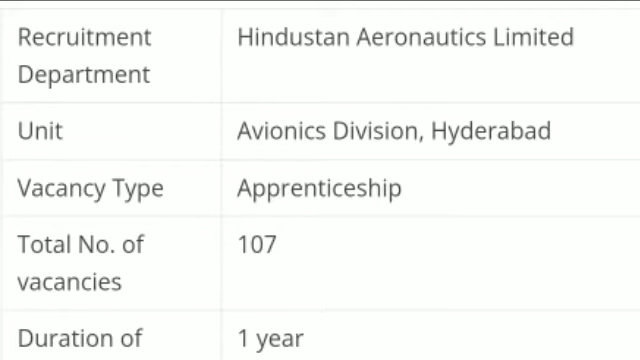 Recruitment Hindustan Aeronautics Limited
Department
Unit Avionics Division, Hyderabad
Vacancy Type Apprenticeship
Total No. of 107
vacancies
Duration of 1 year